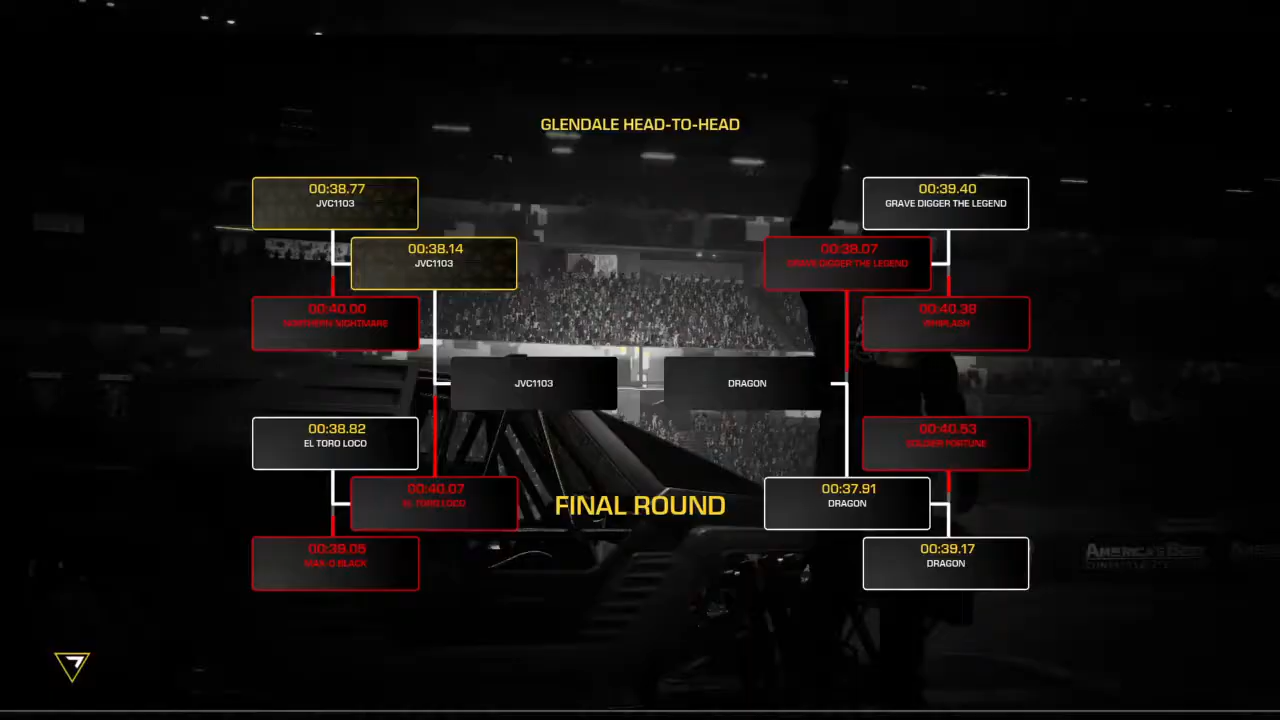 GLENDALE HEAD-TO-HEAD
00:38.77
JVC1103
00:38.14
JVC1103
00:40.00
NORTHERN NIGHTMARE
JVC1103
00:38.82
EL TORO LOCO
00:40.07
EL TORO LOCO
00:39.05
MAX-D BLACK
00:39.40
GRAVE DIGGER THE LEGEND
00:38.07
GRAVE DIGGER THE LEGEND
00:40.38
WHIPLASH
DRAGON
00:40.53
SOLDIER FORTUNE
00:37.91
DRAGON
00:39.17
DRAGON
FINAL ROUND
AMERICA'S BEST